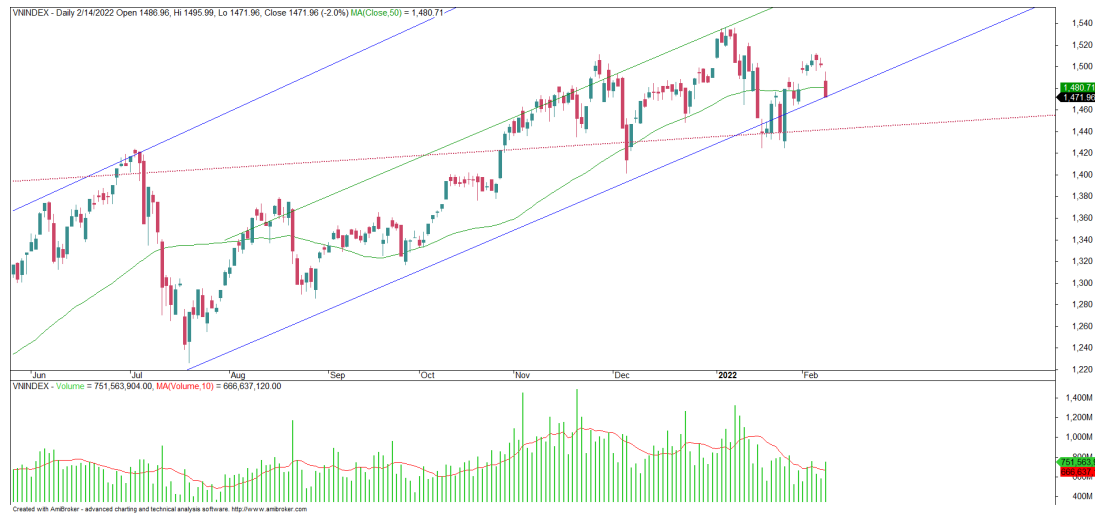 VNINDEX - Daily 2/14/2022 Open 1486.96, Hi 1495.99, Lo 1471.96, Close 1471.96 (-2.0%) MA(Close,50) = 1,480.71
1,540
1,520
1,500
1,480.71
1,471.96
1,460
1,440
1,420
1,400
1,380
1,360
1,340
1,320
1,300
1,280
1,260
1,240
1,220
Jun Jul Aug Sep Oct Nov Dec 2022 Feb
VNINDEX - Volume = 751,563,904.00, MA(Volume,10) = 666,637,120.00
1,400M
1,200M
1,000M
800M
751,563,
666,637,
400M
Created with AmiBroker - advanced charting and technical analysis software. http://www.amibroker.com